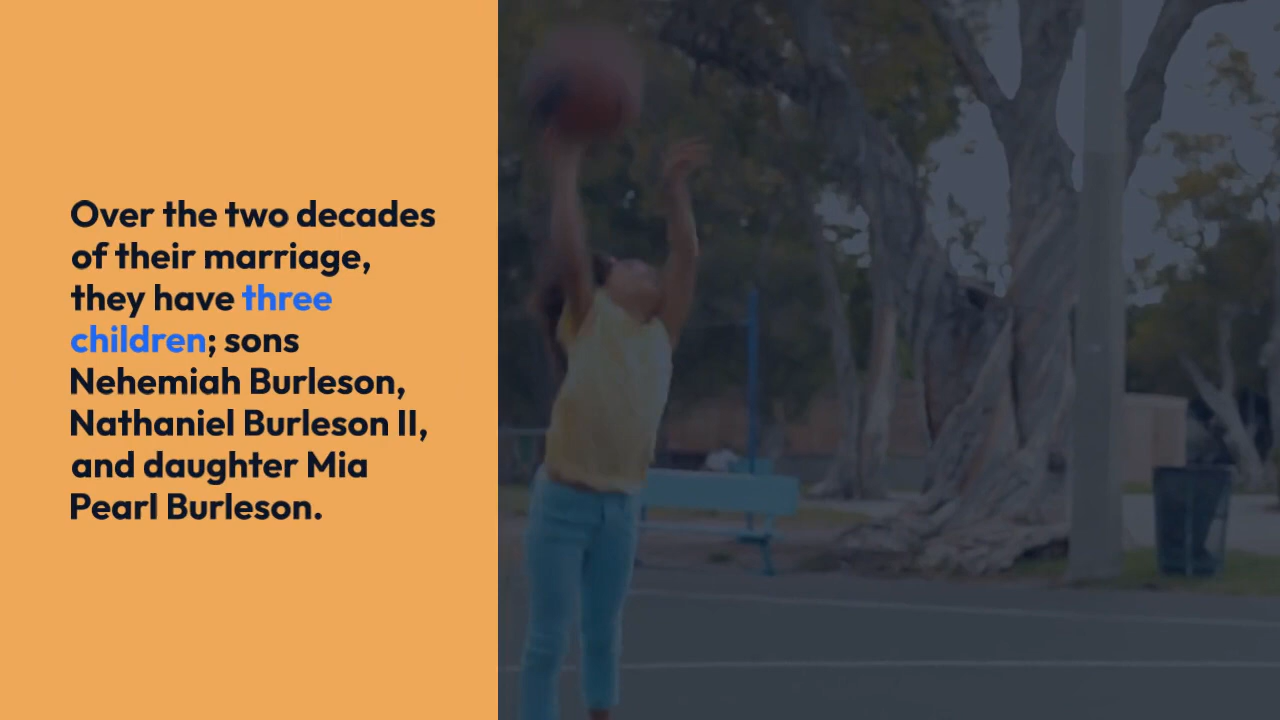 Over the two decades
of their marriage,
they have three
children; sons
Nehemiah Burleson,
Nathaniel Burleson II,
and daughter Mia
Pearl Burleson.